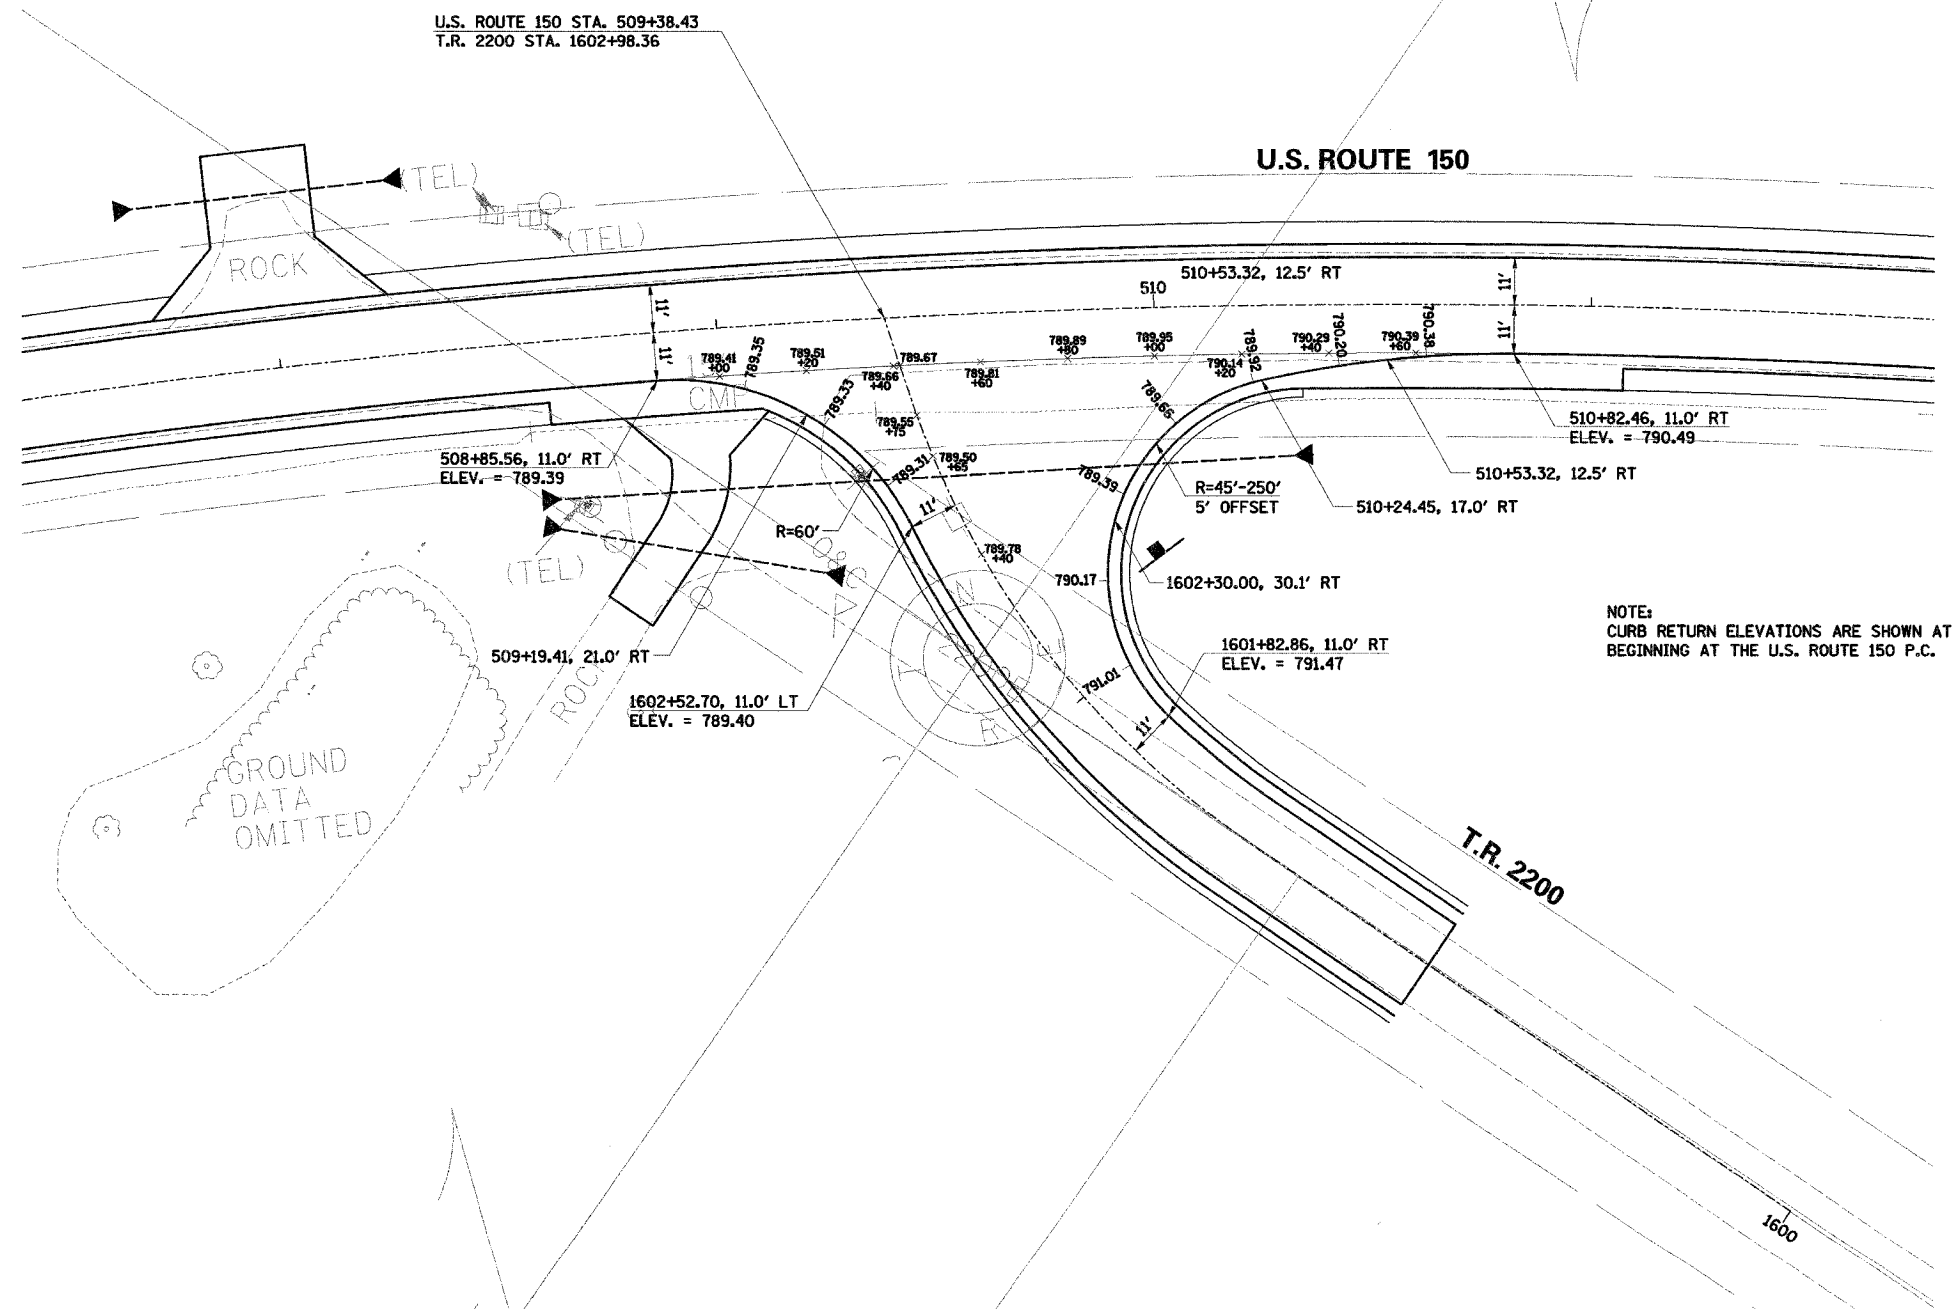 U.S. ROUTE 150 STA. 509+38.43
T.R. 2200 STA. 1602+98.36
U.S. ROUTE 150
(TEL)
(TEL)
ROCK
510+53.32, 12.5' RT
510
11'
11'
11'
11'
789.41
+00
789.35
789.51
+20
789.67
789.66
+40
789.81
+60
789.89
+80
789.95
+00
790.14
+20
789.92
790.29
+40
790.20
790.39
+60
790.38
CMP
789.33
789.55
+75
789.66
510+82.46, 11.0' RT
ELEV. = 790.49
508+85.56, 11.0' RT
ELEV. = 789.39
789.31
789.50
+65
789.39
510+53.32, 12.5' RT
R=45'-250'
5' OFFSET
510+24.45, 17.0' RT
11'
R=60'
789.78
+40
(TEL)
790.17
1602+30.00, 30.1' RT
NOTE:
CURB RETURN ELEVATIONS ARE SHOWN AT
BEGINNING AT THE U.S. ROUTE 150 P.C.
509+19.41, 21.0' RT
1601+82.86, 11.0' RT
ELEV. = 791.47
791.01
11'
ROCK
1602+52.70, 11.0' LT
ELEV. = 789.40
GROUND
DATA
OMITTED
T.R. 2200
1600